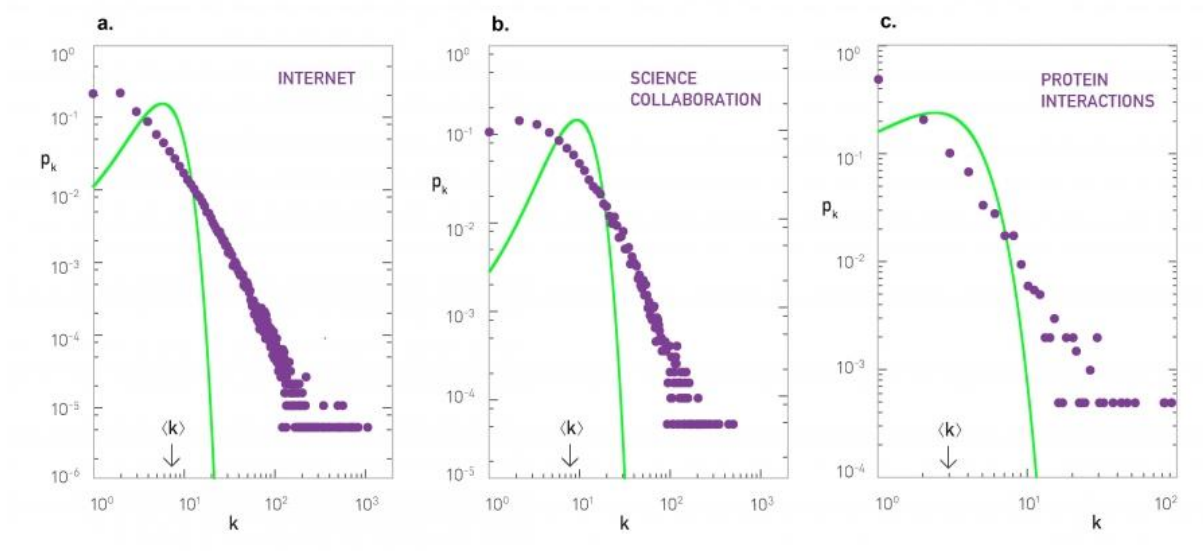 a.
INTERNET
10⁰
10⁻¹
10⁻²
10⁻³
10⁻⁴
10⁻⁵
10⁻⁶
pₖ
⟨k⟩
10⁰ 10¹ 10² 10³
k
b.
SCIENCE
COLLABORATION
10⁰
10⁻¹
10⁻²
10⁻³
10⁻⁴
10⁻⁵
pₖ
⟨k⟩
10⁰ 10¹ 10² 10³
k
c.
PROTEIN
INTERACTIONS
10⁰
10⁻¹
10⁻²
10⁻³
10⁻⁴
pₖ
⟨k⟩
10⁰ 10¹ 10²
k